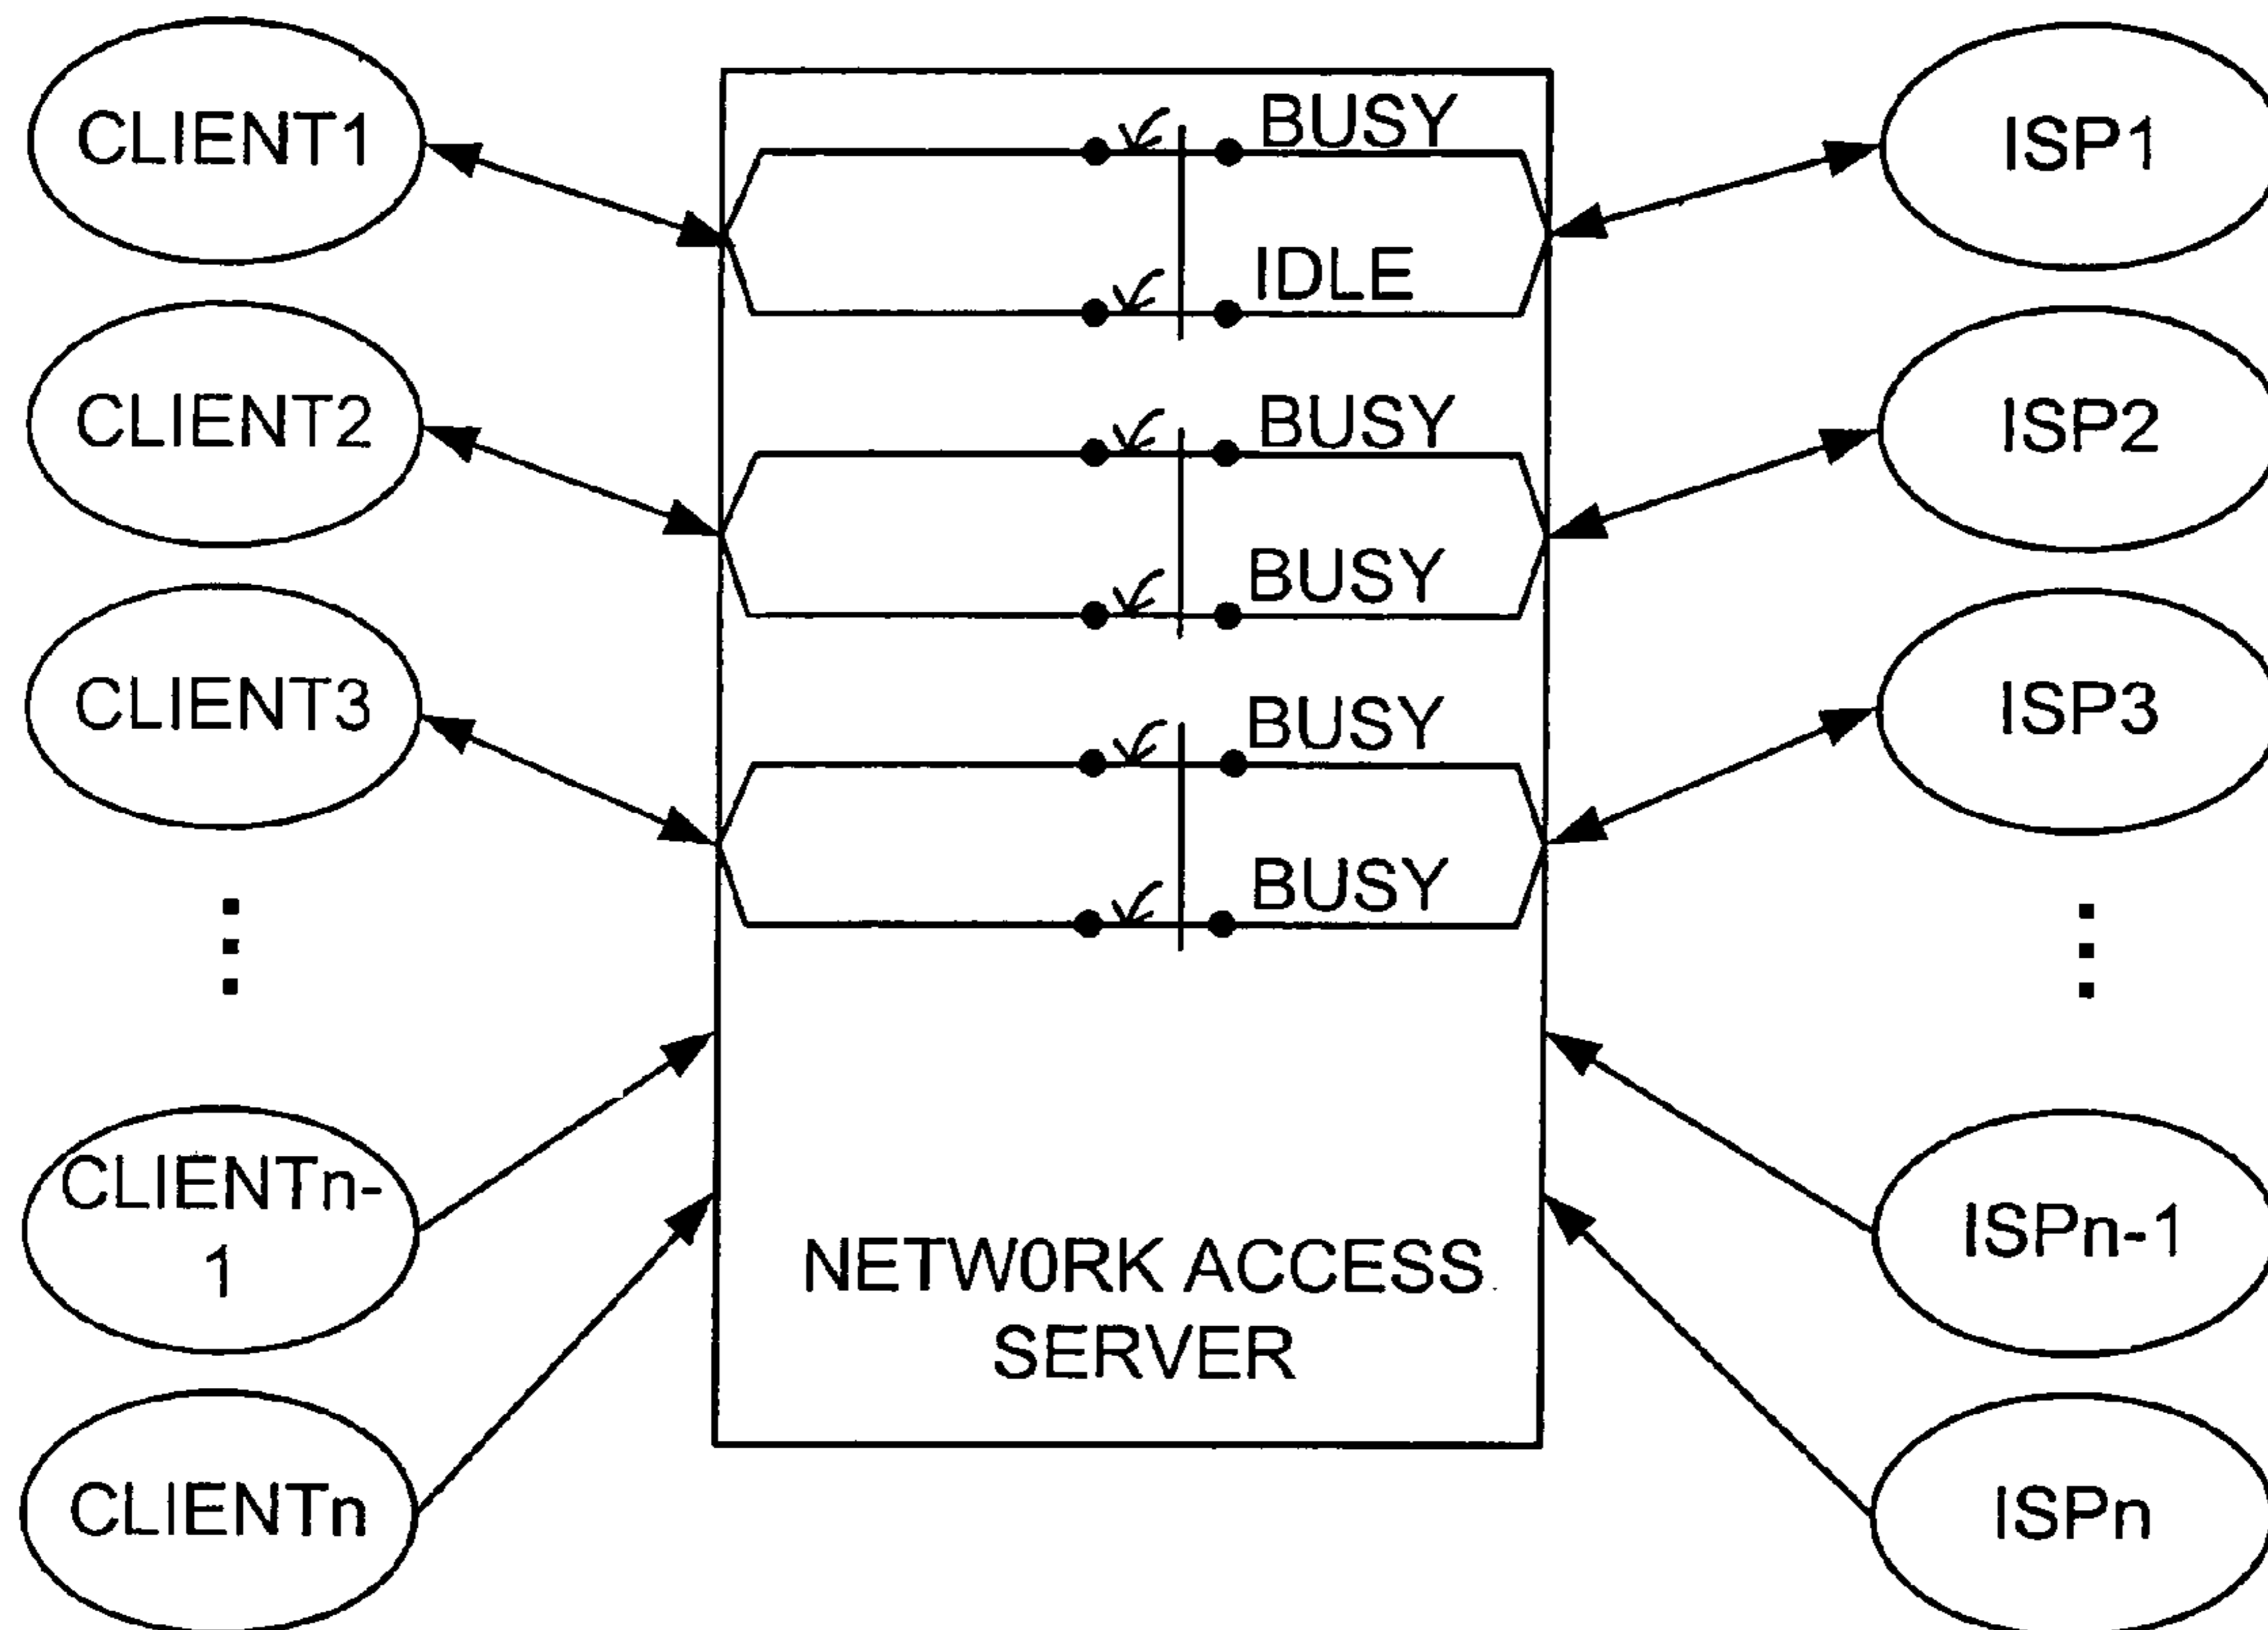 CLIENT1
CLIENT2
CLIENT3
CLIENTn-
1
CLIENTn
BUSY
IDLE
BUSY
BUSY
BUSY
BUSY
NETWORK ACCESS
SERVER
ISP1
ISP2
ISP3
ISPn-1
ISPn